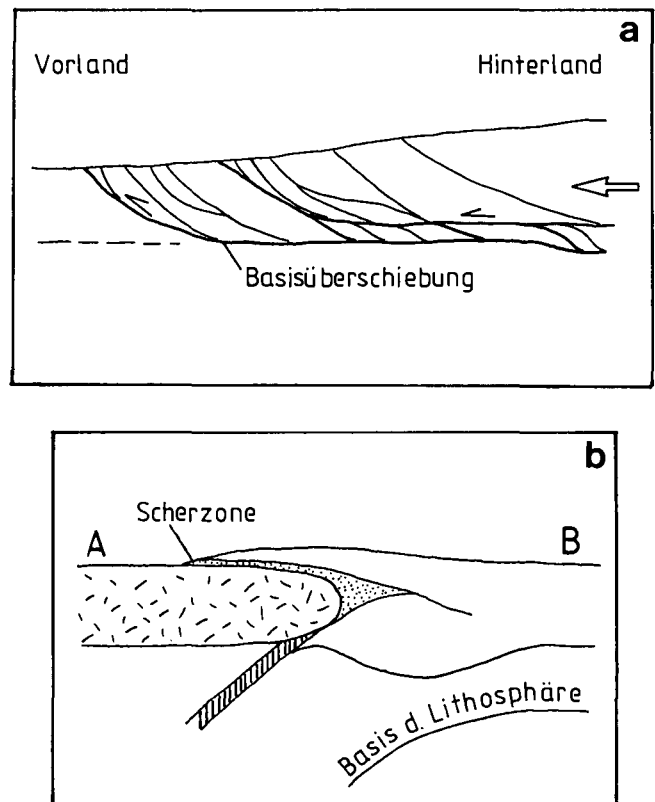 a
Vorland Hinterland
Basisüberschiebung
b
Scherzone
A B
Basis d. Lithosphäre